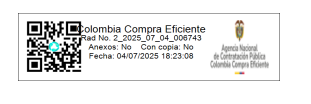 Colombia Compra Eficiente
Rad No. 2_2025_07_04_006743
Anexos: No Con copia: No
Fecha: 04/07/2025 18:23:08
Agencia Nacional
de Contratación Pública
Colombia Compra Eficiente